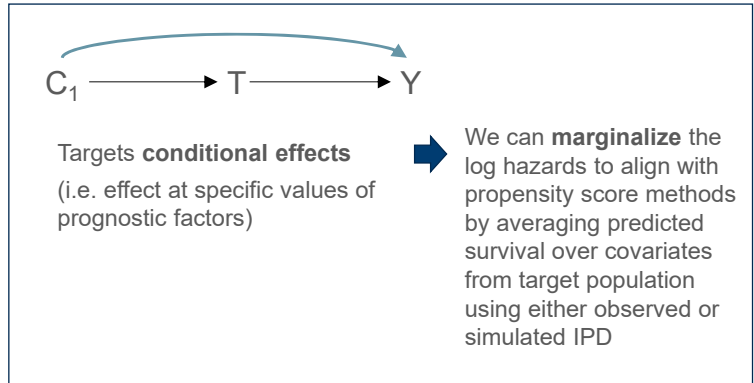 C₁ T Y
Targets conditional effects
(i.e. effect at specific values of
prognostic factors)
We can marginalize the
log hazards to align with
propensity score methods
by averaging predicted
survival over covariates
from target population
using either observed or
simulated IPD